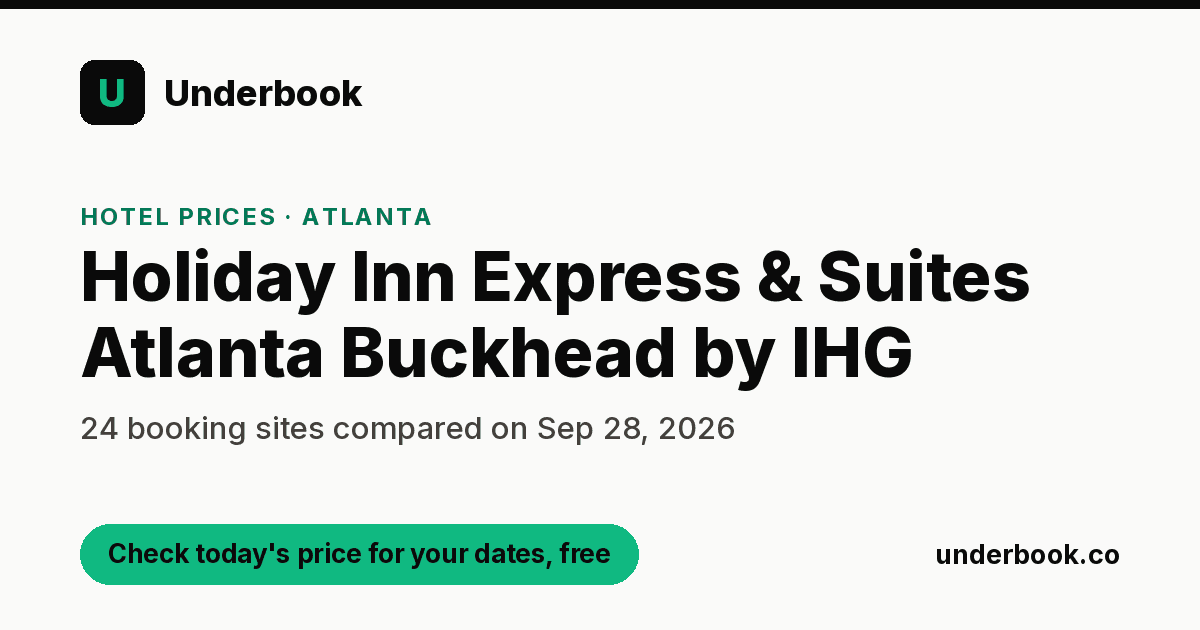 U
Underbook
HOTEL PRICES · ATLANTA
Holiday Inn Express & Suites
Atlanta Buckhead by IHG
24 booking sites compared on Sep 28, 2026
Check today's price for your dates, free
underbook.co